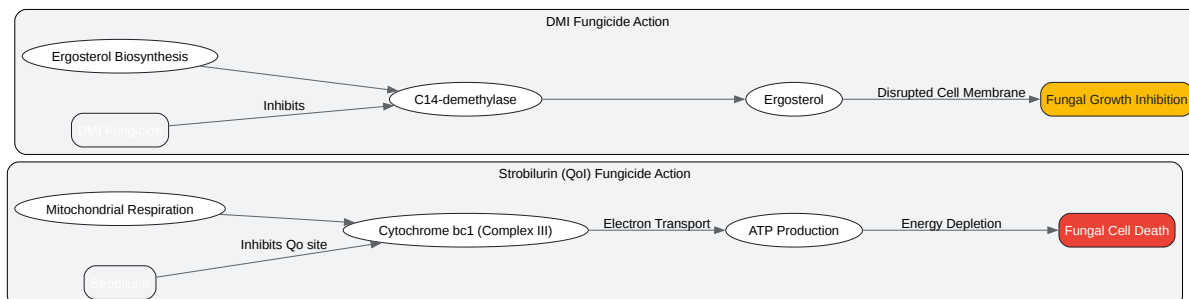 DMI Fungicide Action
Ergosterol Biosynthesis
Inhibits
C14-demethylase
Ergosterol
Disrupted Cell Membrane
Fungal Growth Inhibition
DMI Fungicide
Strobilurin (QoI) Fungicide Action
Mitochondrial Respiration
Inhibits Qo site
Cytochrome bc1 (Complex III)
Electron Transport
ATP Production
Energy Depletion
Fungal Cell Death
Strobilurin